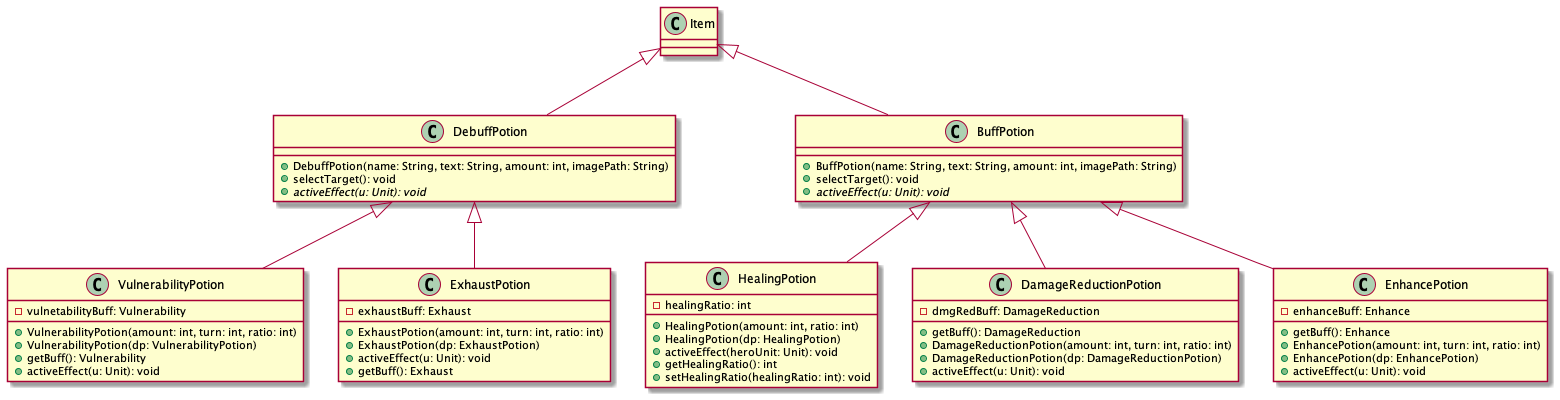 C Item
C DebuffPotion
DebuffPotion(name: String, text: String, amount: int, imagePath: String)
selectTarget(): void
activeEffect(u: Unit): void
C BuffPotion
BuffPotion(name: String, text: String, amount: int, imagePath: String)
selectTarget(): void
activeEffect(u: Unit): void
C VulnerabilityPotion
vulnetabilityBuff: Vulnerability
VulnerabilityPotion(amount: int, turn: int, ratio: int)
VulnerabilityPotion(dp: VulnerabilityPotion)
getBuff(): Vulnerability
activeEffect(u: Unit): void
C ExhaustPotion
exhaustBuff: Exhaust
ExhaustPotion(amount: int, turn: int, ratio: int)
ExhaustPotion(dp: ExhaustPotion)
activeEffect(u: Unit): void
getBuff(): Exhaust
C HealingPotion
healingRatio: int
HealingPotion(amount: int, ratio: int)
HealingPotion(dp: HealingPotion)
activeEffect(heroUnit: Unit): void
getHealingRatio(): int
setHealingRatio(healingRatio: int): void
C DamageReductionPotion
dmgRedBuff: DamageReduction
getBuff(): DamageReduction
DamageReductionPotion(amount: int, turn: int, ratio: int)
DamageReductionPotion(dp: DamageReductionPotion)
activeEffect(u: Unit): void
C EnhancePotion
enhanceBuff: Enhance
getBuff(): Enhance
EnhancePotion(amount: int, turn: int, ratio: int)
EnhancePotion(dp: EnhancePotion)
activeEffect(u: Unit): void